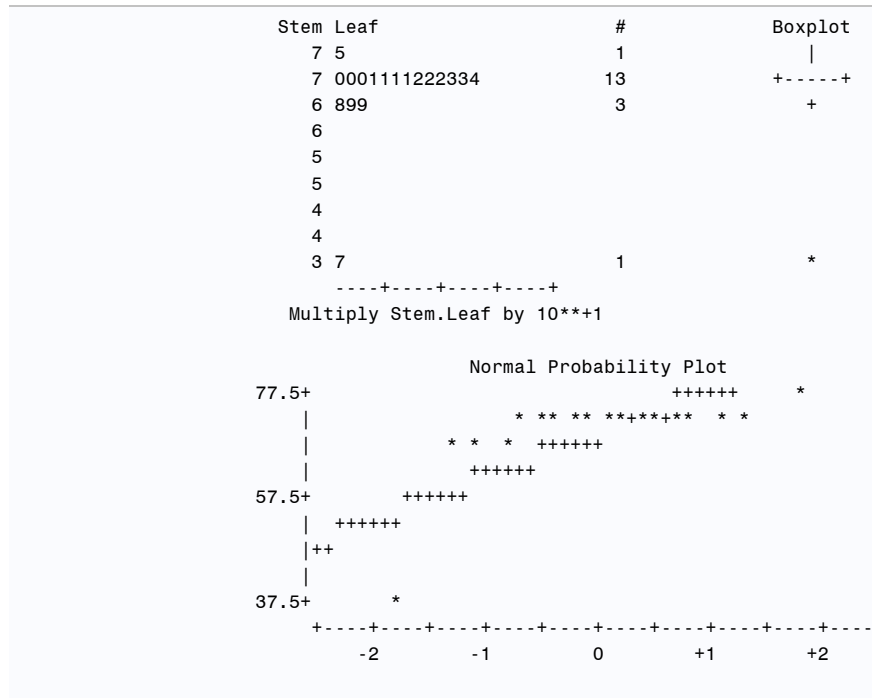 Stem Leaf                     #             Boxplot
   7 5                        1                |
   7 0001111222334           13             +-----+
   6 899                      3                +
   6
   5
   5
   4
   4
   3 7                        1                *
     ----+----+----+----+
 Multiply Stem.Leaf by 10**+1
                   Normal Probability Plot
77.5+                                ++++++     *
    |                  * ** ** **+**+**  * *
    |            * *  *  ++++++
    |              ++++++
57.5+        ++++++
    |  ++++++
    |++
    |
37.5+       *
     +----+----+----+----+----+----+----+----+----+----
         -2        -1         0        +1        +2